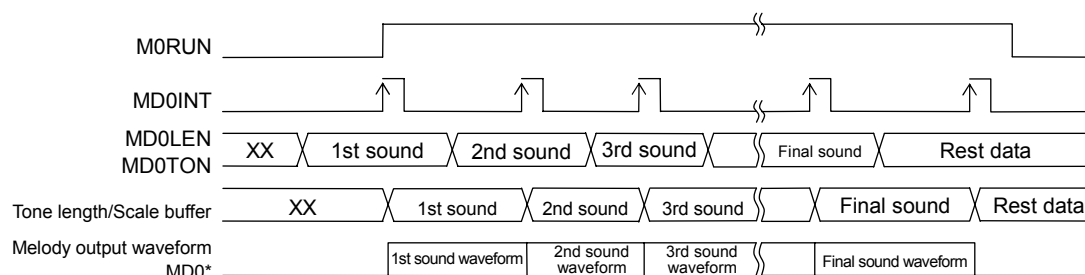 M0RUN
MD0INT
MD0LEN
MD0TON
XX 1st sound 2nd sound 3rd sound Final sound Rest data
Tone length/Scale buffer XX 1st sound 2nd sound 3rd sound Final sound Rest data
Melody output waveform
MD0*
1st sound waveform
2nd sound
waveform
3rd sound
waveform
Final sound waveform